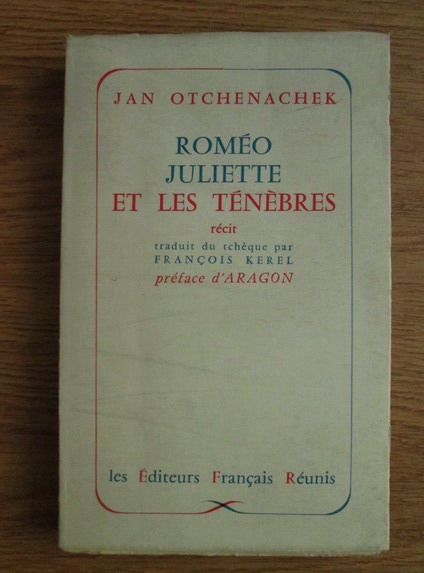 JAN OTCHENACHEK
ROMÉO
JULIETTE
ET LES TÉNÈBRES
récit
traduit du tchèque par
FRANÇOIS KEREL
préface d'ARAGON
les Éditeurs Français Réunis